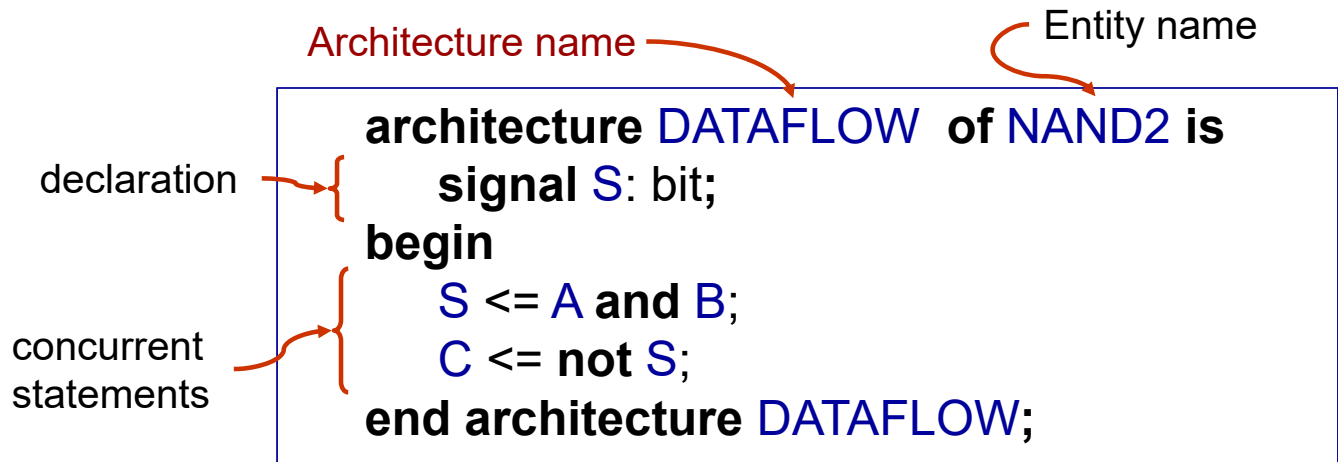 Architecture name
Entity name
architecture DATAFLOW of NAND2 is
declaration
signal S: bit;
begin
S <= A and B;
concurrent
statements
C <= not S;
end architecture DATAFLOW;